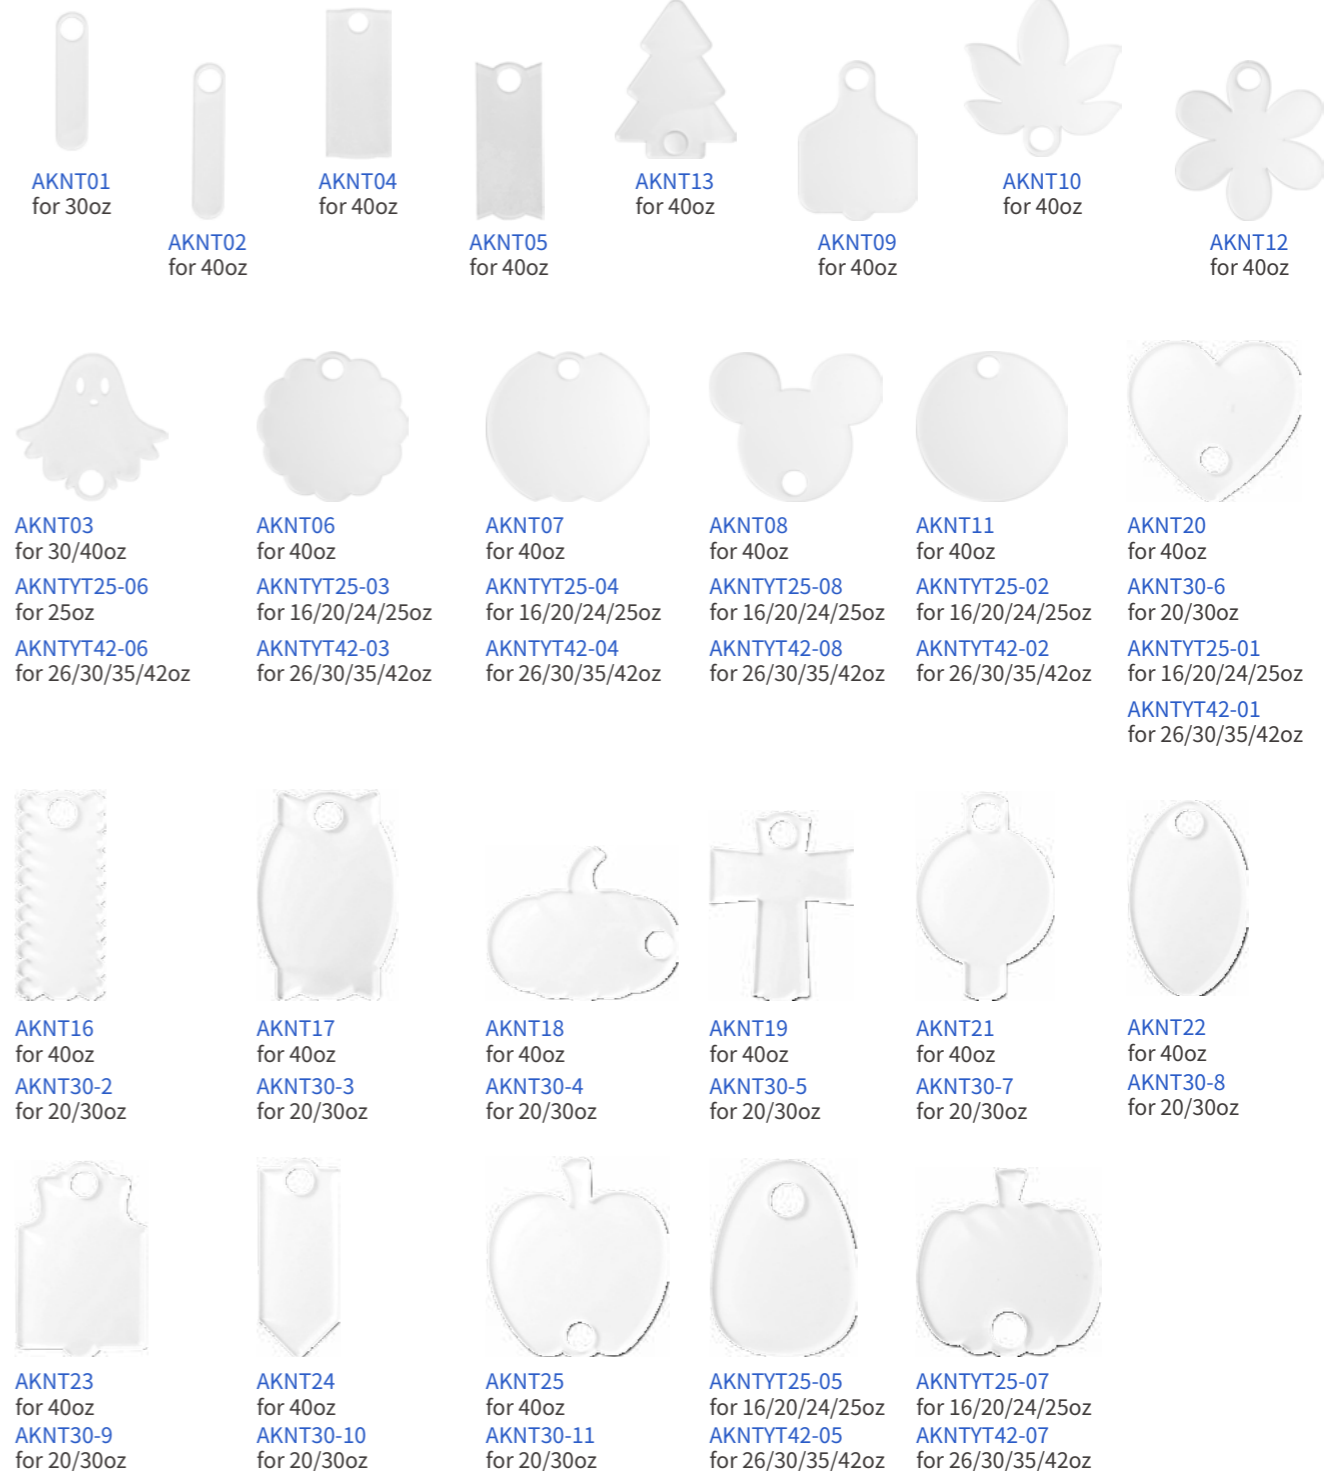 AKNT01
for 30oz
AKNT02
for 40oz
AKNT04
for 40oz
AKNT05
for 40oz
AKNT13
for 40oz
AKNT09
for 40oz
AKNT10
for 40oz
AKNT12
for 40oz
AKNT03
for 30/40oz
AKNTYT25-06
for 25oz
AKNTYT42-06
for 26/30/35/42oz
AKNT06
for 40oz
AKNTYT25-03
for 16/20/24/25oz
AKNTYT42-03
for 26/30/35/42oz
AKNT07
for 40oz
AKNTYT25-04
for 16/20/24/25oz
AKNTYT42-04
for 26/30/35/42oz
AKNT08
for 40oz
AKNTYT25-08
for 16/20/24/25oz
AKNTYT42-08
for 26/30/35/42oz
AKNT11
for 40oz
AKNTYT25-02
for 16/20/24/25oz
AKNTYT42-02
for 26/30/35/42oz
AKNT20
for 40oz
AKNT30-6
for 20/30oz
AKNTYT25-01
for 16/20/24/25oz
AKNTYT42-01
for 26/30/35/42oz
AKNT16
for 40oz
AKNT30-2
for 20/30oz
AKNT17
for 40oz
AKNT30-3
for 20/30oz
AKNT18
for 40oz
AKNT30-4
for 20/30oz
AKNT19
for 40oz
AKNT30-5
for 20/30oz
AKNT21
for 40oz
AKNT30-7
for 20/30oz
AKNT22
for 40oz
AKNT30-8
for 20/30oz
AKNT23
for 40oz
AKNT30-9
for 20/30oz
AKNT24
for 40oz
AKNT30-10
for 20/30oz
AKNT25
for 40oz
AKNT30-11
for 20/30oz
AKNTYT25-05
for 16/20/24/25oz
AKNTYT42-05
for 26/30/35/42oz
AKNTYT25-07
for 16/20/24/25oz
AKNTYT42-07
for 26/30/35/42oz